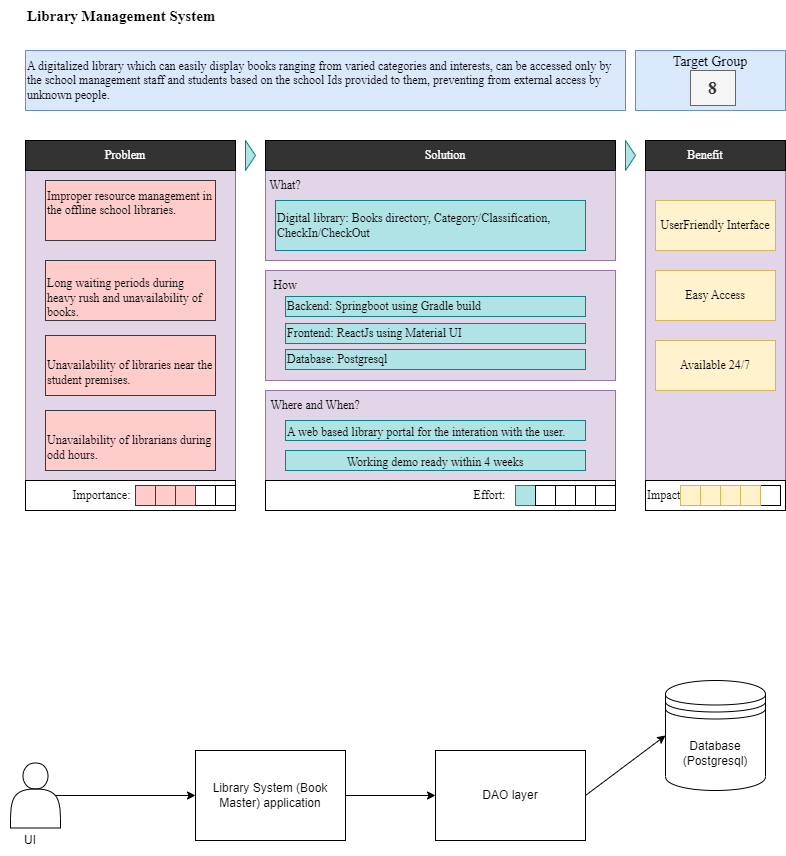 Library Management System
A digitalized library which can easily display books ranging from varied categories and interests, can be accessed only by
the school management staff and students based on the school Ids provided to them, preventing from external access by
unknown people.
Target Group
8
Problem
Improper resource management in
the offline school libraries.
Long waiting periods during
heavy rush and unavailability of
books.
Unavailability of libraries near the
student premises.
Unavailability of librarians during
odd hours.
Importance:
Solution
What?
Digital library: Books directory, Category/Classification,
CheckIn/CheckOut
How
Backend: Springboot using Gradle build
Frontend: ReactJs using Material UI
Database: Postgresql
Where and When?
A web based library portal for the interation with the user.
Working demo ready within 4 weeks
Effort:
Benefit
UserFriendly Interface
Easy Access
Available 24/7
Impact
UI
Library System (Book
Master) application
DAO layer
Database
(Postgresql)